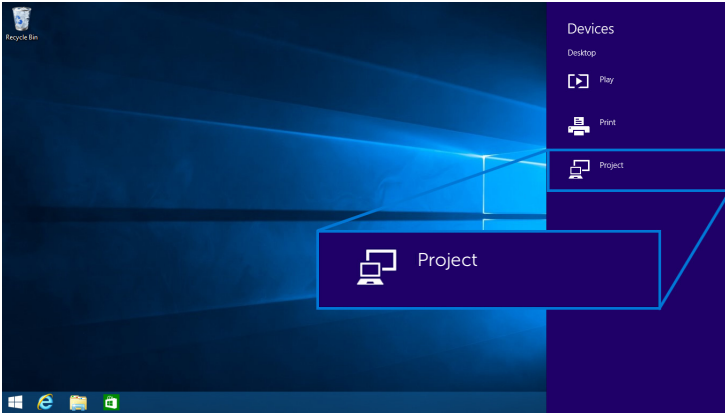 Recycle Bin
Devices
Desktop
Play
Print
Project
Project